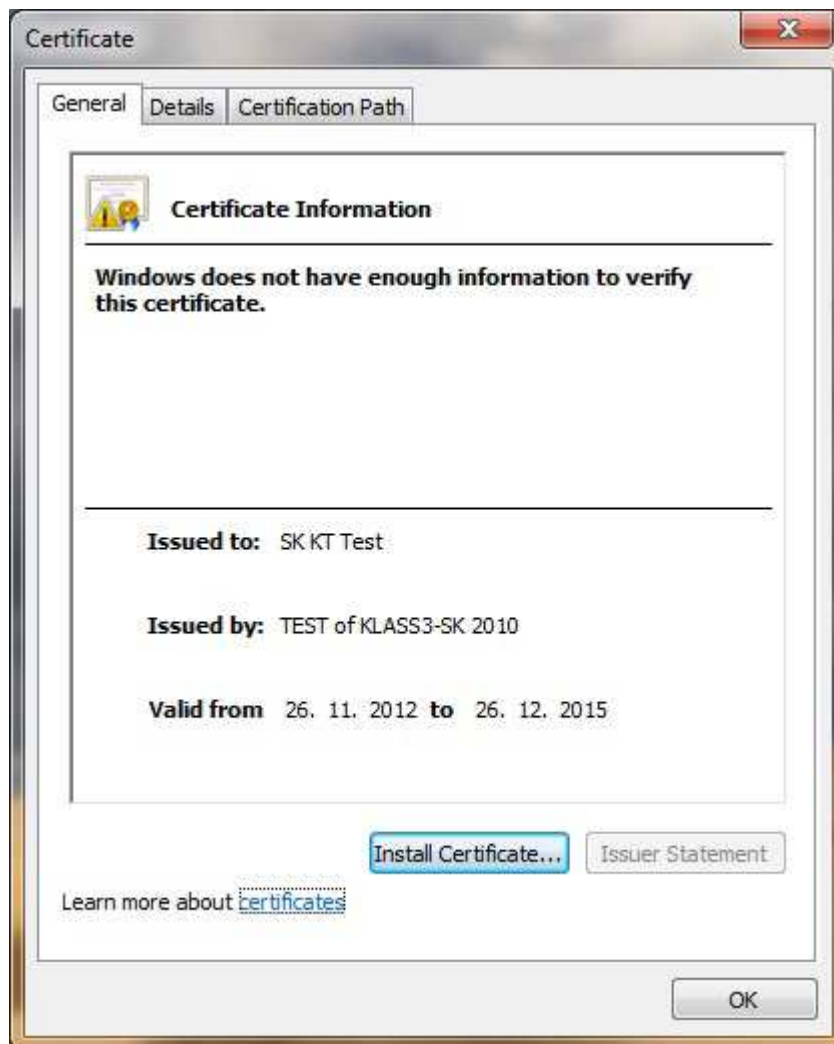 Certificate
General Details Certification Path
Certificate Information
Windows does not have enough information to verify
this certificate.
Issued to: SK KT Test
Issued by: TEST of KLASS3-SK 2010
Valid from 26. 11. 2012 to 26. 12. 2015
Install Certificate... Issuer Statement
Learn more about certificates
OK